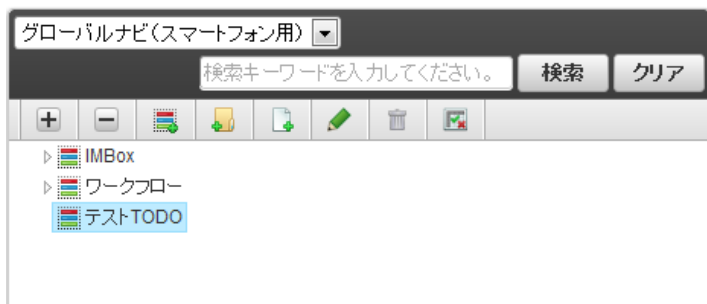 グローバルナビ(スマートフォン用)
検索キーワードを入力してください。 検索 クリア
IMBox
ワークフロー
テストTODO